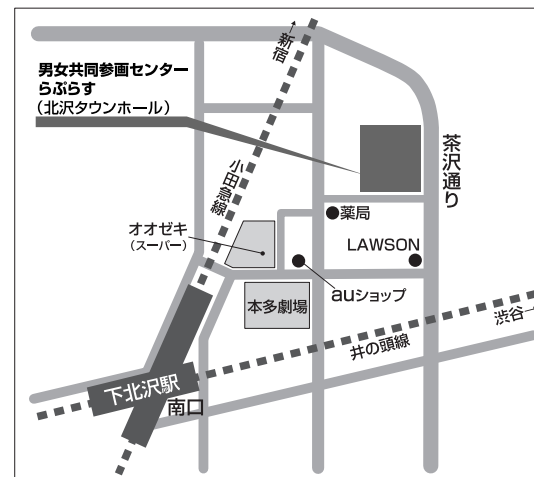 →新宿
男女共同参画センター
らぷらす
（北沢タウンホール）
小田急線
茶沢通り
薬局
オオゼキ
（スーパー）
LAWSON
auショップ
本多劇場
渋谷→
井の頭線
下北沢駅
南口